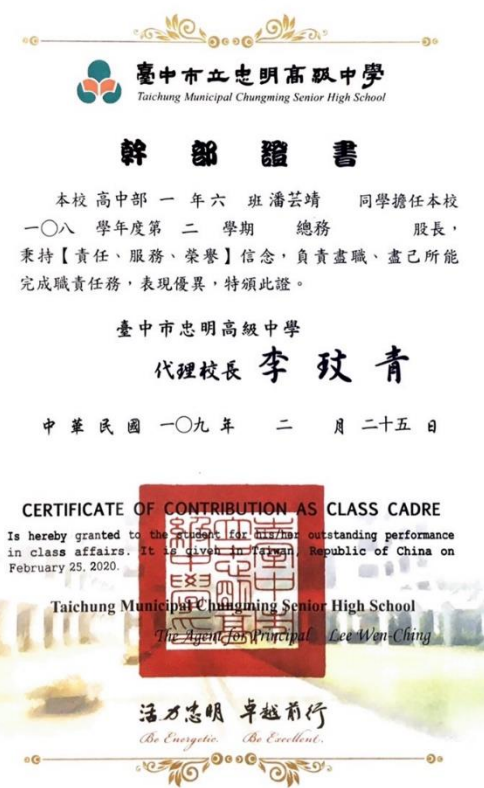 臺中市立忠明高級中學
Taichung Municipal Chungming Senior High School
幹部證書
本校 高中部 一 年 六 班 潘芸靖 同學擔任本校
一〇八 學年度第 二 學期 總務 股長，
秉持【責任、服務、榮譽】信念，負責盡職、盡己所能
完成職責任務，表現優異，特頒此證。
臺中市忠明高級中學
代理校長 李玟青
中華民國 一〇九 年 二 月 二十五 日
CERTIFICATE OF CONTRIBUTION AS CLASS CADRE
Is hereby granted to the student for his/her outstanding performance
in class affairs. It is given in Taiwan, Republic of China on
February 25, 2020.
Taichung Municipal Chungming Senior High School
The Agent for Principal Lee Wen-Ching
活力忠明 卓越前行
Be Energetic. Be Excellent.